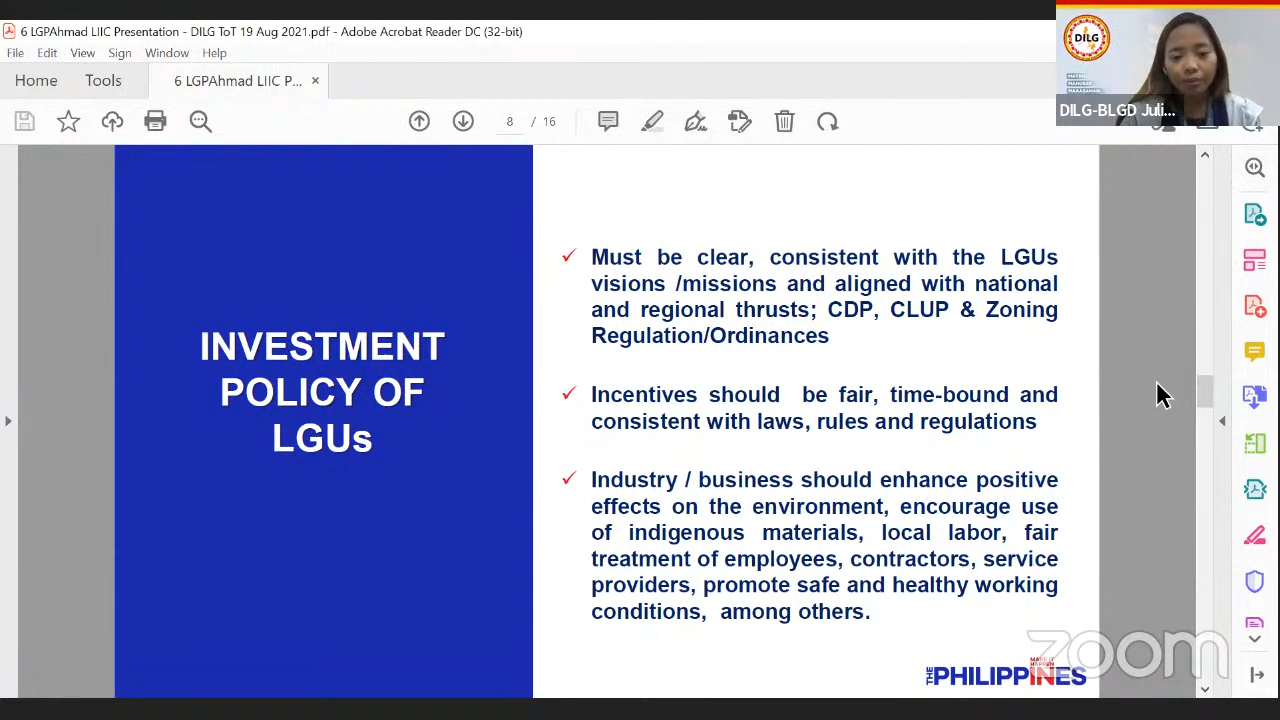 6 LGPAhmad LIIC Presentation - DILG ToT 19 Aug 2021.pdf - Adobe Acrobat Reader DC (32-bit)
File Edit View Sign Window Help
Home Tools 6 LGPAhmad LIIC P... ×
8 / 16
DILG
DILG-BLGD Juli...
INVESTMENT
POLICY OF
LGUs
✓ Must be clear, consistent with the LGUs
visions /missions and aligned with national
and regional thrusts; CDP, CLUP & Zoning
Regulation/Ordinances
✓ Incentives should be fair, time-bound and
consistent with laws, rules and regulations
✓ Industry / business should enhance positive
effects on the environment, encourage use
of indigenous materials, local labor, fair
treatment of employees, contractors, service
providers, promote safe and healthy working
conditions, among others.
THE PHILIPPINES
zoom